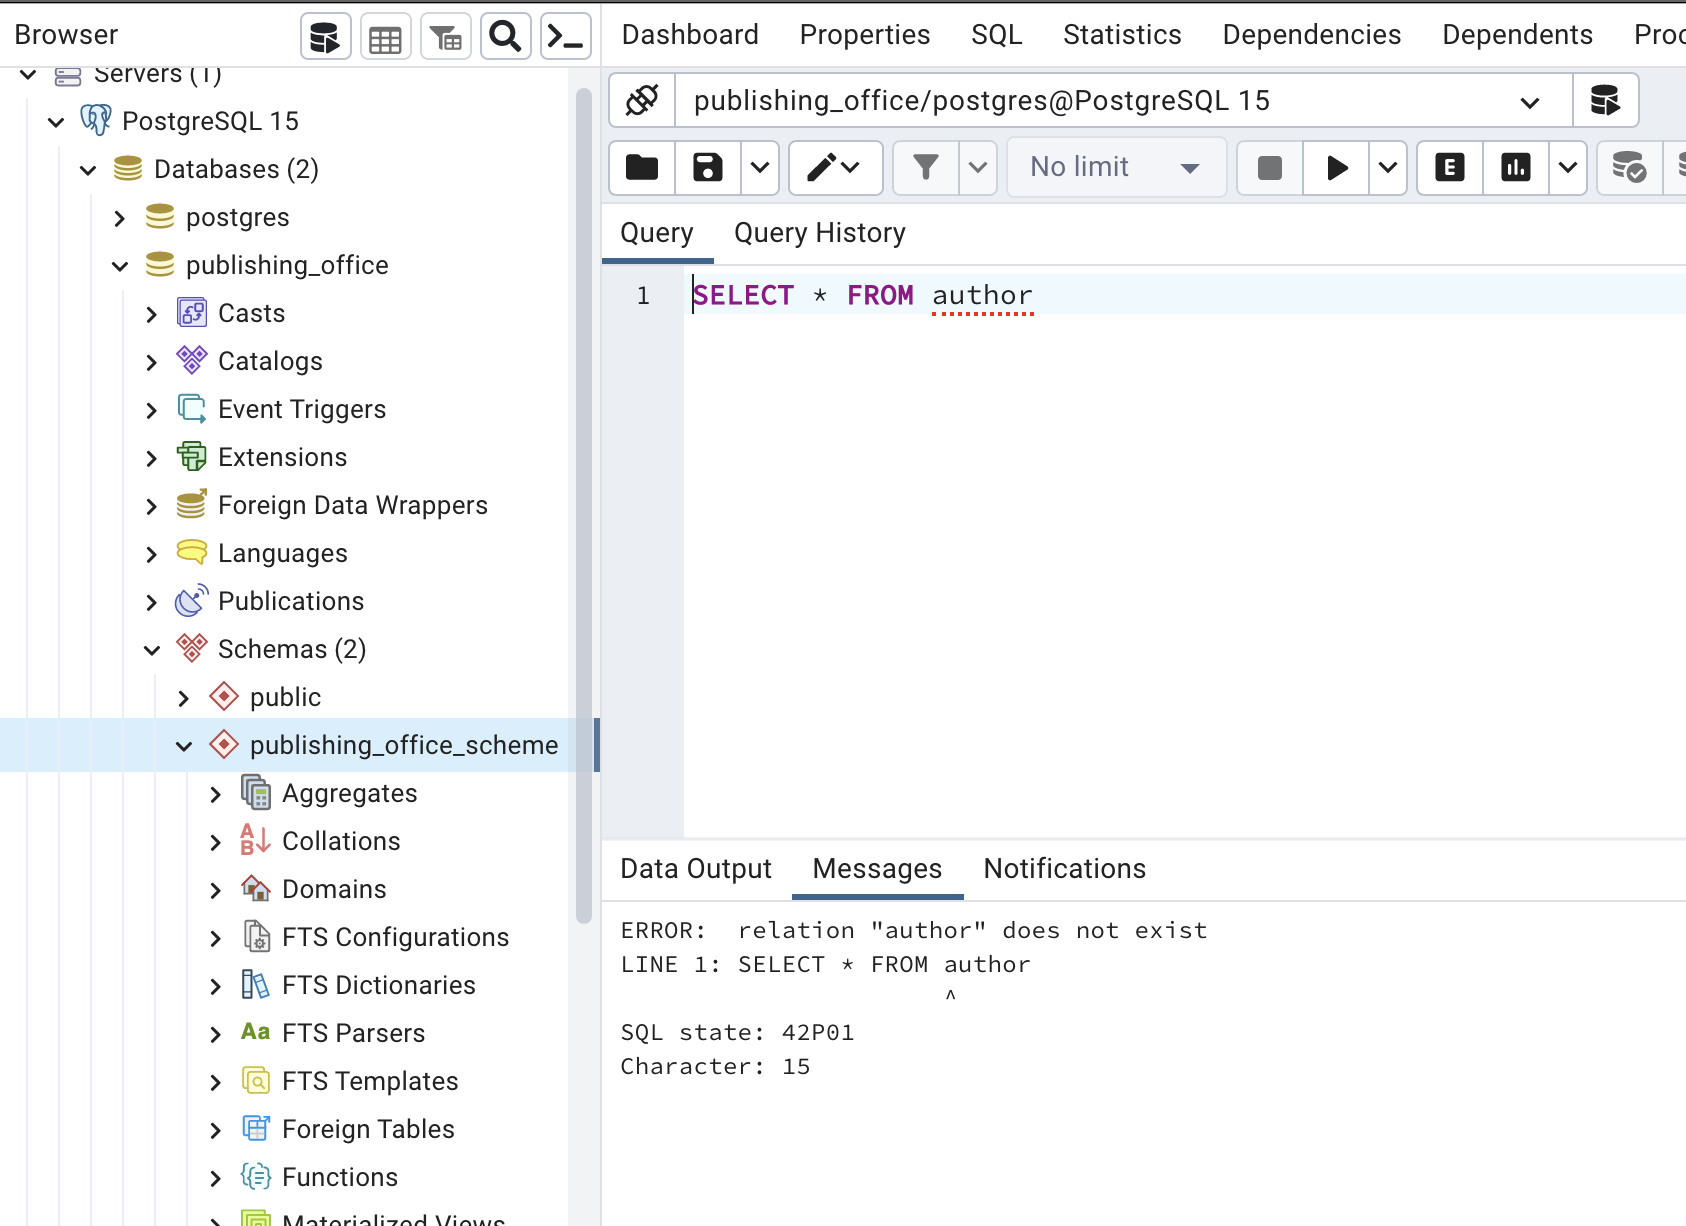 Browser
Servers (1)
PostgreSQL 15
Databases (2)
postgres
publishing_office
Casts
Catalogs
Event Triggers
Extensions
Foreign Data Wrappers
Languages
Publications
Schemas (2)
public
publishing_office_scheme
Aggregates
Collations
Domains
FTS Configurations
FTS Dictionaries
Aa FTS Parsers
FTS Templates
Foreign Tables
Functions
Materialized Views
Dashboard Properties SQL Statistics Dependencies Dependents
publishing_office/postgres@PostgreSQL 15
No limit E
Query Query History
1 SELECT * FROM author
Data Output Messages Notifications
ERROR:  relation "author" does not exist
LINE 1: SELECT * FROM author
^
SQL state: 42P01
Character: 15